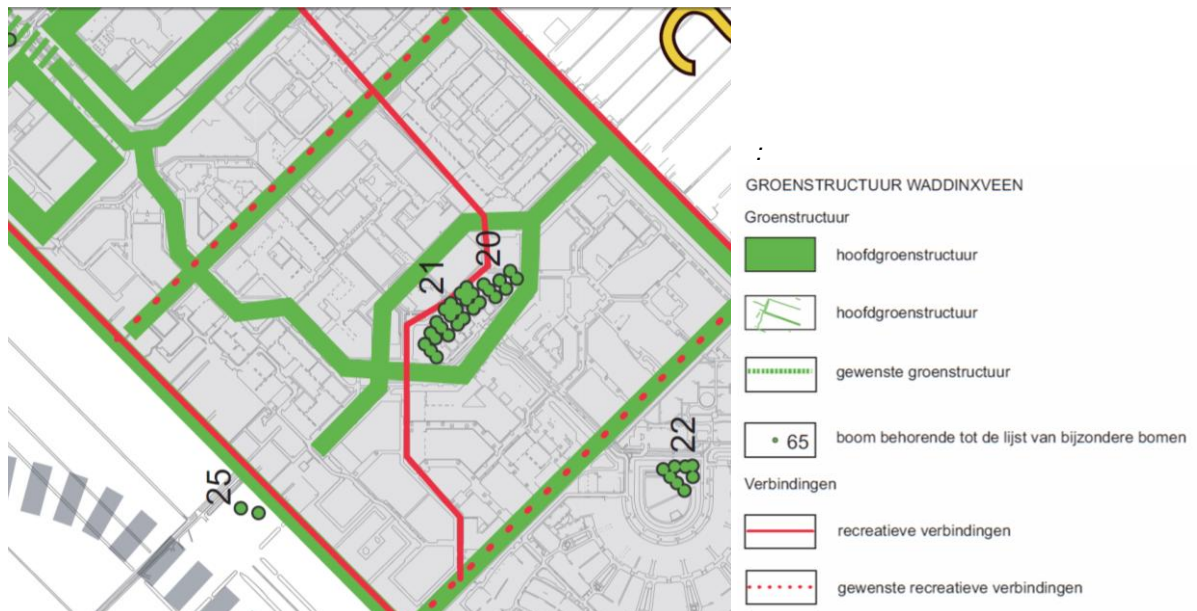 20
21
22
25
:
GROENSTRUCTUUR WADDINXVEEN
Groenstructuur
hoofdgroenstructuur
hoofdgroenstructuur
gewenste groenstructuur
65
boom behorende tot de lijst van bijzondere bomen
Verbindingen
recreatieve verbindingen
gewenste recreatieve verbindingen